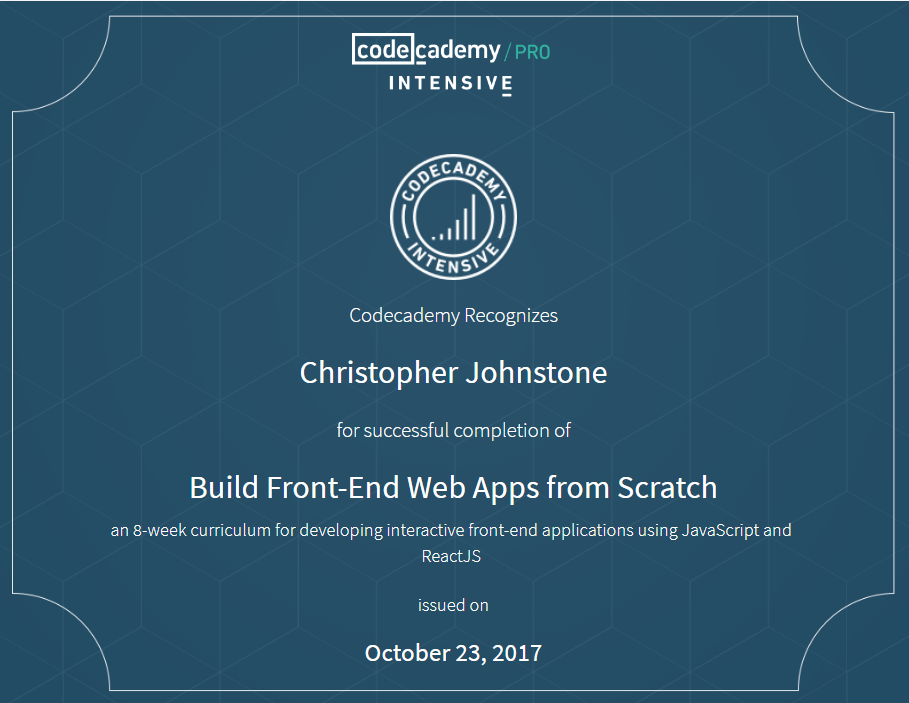 codecademy / PRO
INTENSIVE
CODECADEMY
INTENSIVE
Codecademy Recognizes
Christopher Johnstone
for successful completion of
Build Front-End Web Apps from Scratch
an 8-week curriculum for developing interactive front-end applications using JavaScript and
ReactJS
issued on
October 23, 2017